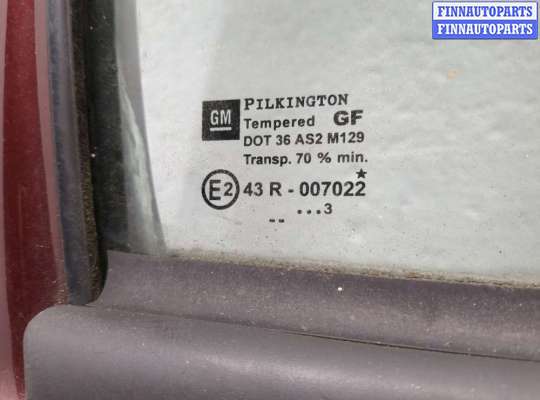 FINNAUTOPARTS
FINNAUTOPARTS
GM PILKINGTON
Tempered GF
DOT 36 AS2 M129
Transp. 70 % min.
E2 43 R - 007022
-- ...3